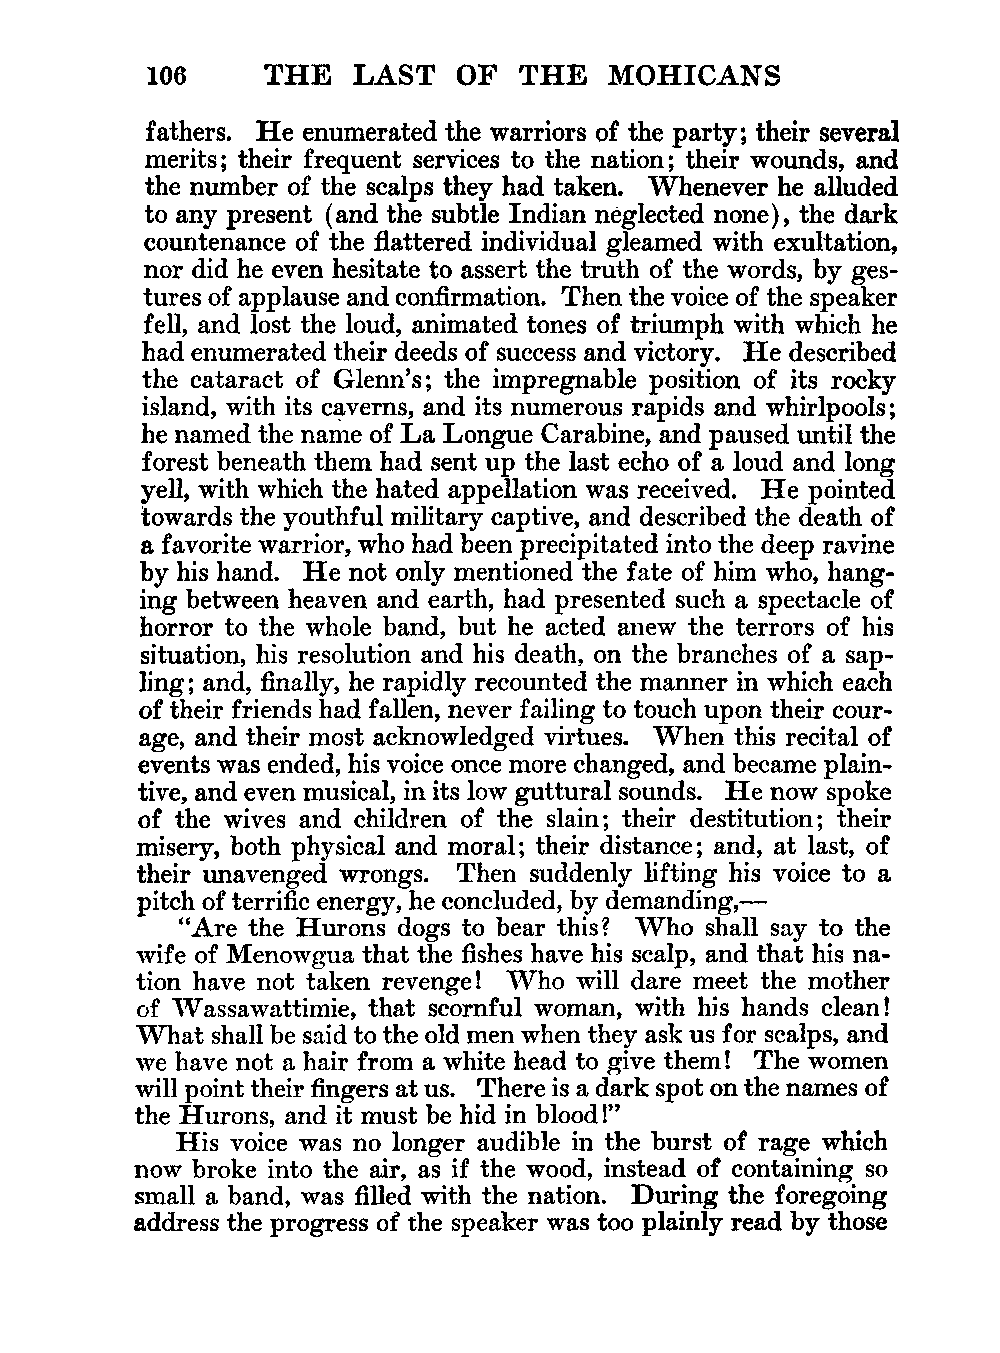 106 THE LAST OF THE MOHICANS
fathers. He enumerated the warriors of the party; their several
merits; their frequent services to the nation; their wounds, and
the number of the scalps they had taken. Whenever he alluded
to any present (and the subtle Indian neglected none), the dark
countenance of the flattered individual gleamed with exultation,
nor did he even hesitate to assert the truth of the words, by ges-
tures of applause and confirmation. Then the voice of the speaker
fell, and lost the loud, animated tones of triumph with which he
had enumerated their deeds of success and victory. He described
the cataract of Glenn's; the impregnable position of its rocky
island, with its caverns, and its numerous rapids and whirlpools;
he named the name of La Longue Carabine, and paused until the
forest beneath them had sent up the last echo of a loud and long
yell, with which the hated appellation was received. He pointed
towards the youthful military captive, and described the death of
a favorite warrior, who had been precipitated into the deep ravine
by his hand. He not only mentioned the fate of him who, hang-
ing between heaven and earth, had presented such a spectacle of
horror to the whole band, but he acted anew the terrors of his
situation, his resolution and his death, on the branches of a sap-
ling; and, finally, he rapidly recounted the manner in which each
of their friends had fallen, never failing to touch upon their cour-
age, and their most acknowledged virtues. When this recital of
events was ended, his voice once more changed, and became plain-
tive, and even musical, in its low guttural sounds. He now spoke
of the wives and children of the slain; their destitution; their
misery, both physical and moral; their distance; and, at last, of
their unavenged wrongs. Then suddenly lifting his voice to a
pitch of terrific energy, he concluded, by demanding,—
"Are the Hurons dogs to bear this? Who shall say to the
wife of Menowgua that the fishes have his scalp, and that his na-
tion have not taken revenge! Who will dare meet the mother
of Wassawattimie, that scornful woman, with his hands clean!
What shall be said to the old men when they ask us for scalps, and
we have not a hair from a white head to give them! The women
will point their fingers at us. There is a dark spot on the names of
the Hurons, and it must be hid in blood!"
His voice was no longer audible in the burst of rage which
now broke into the air, as if the wood, instead of containing so
small a band, was filled with the nation. During the foregoing
address the progress of the speaker was too plainly read by those